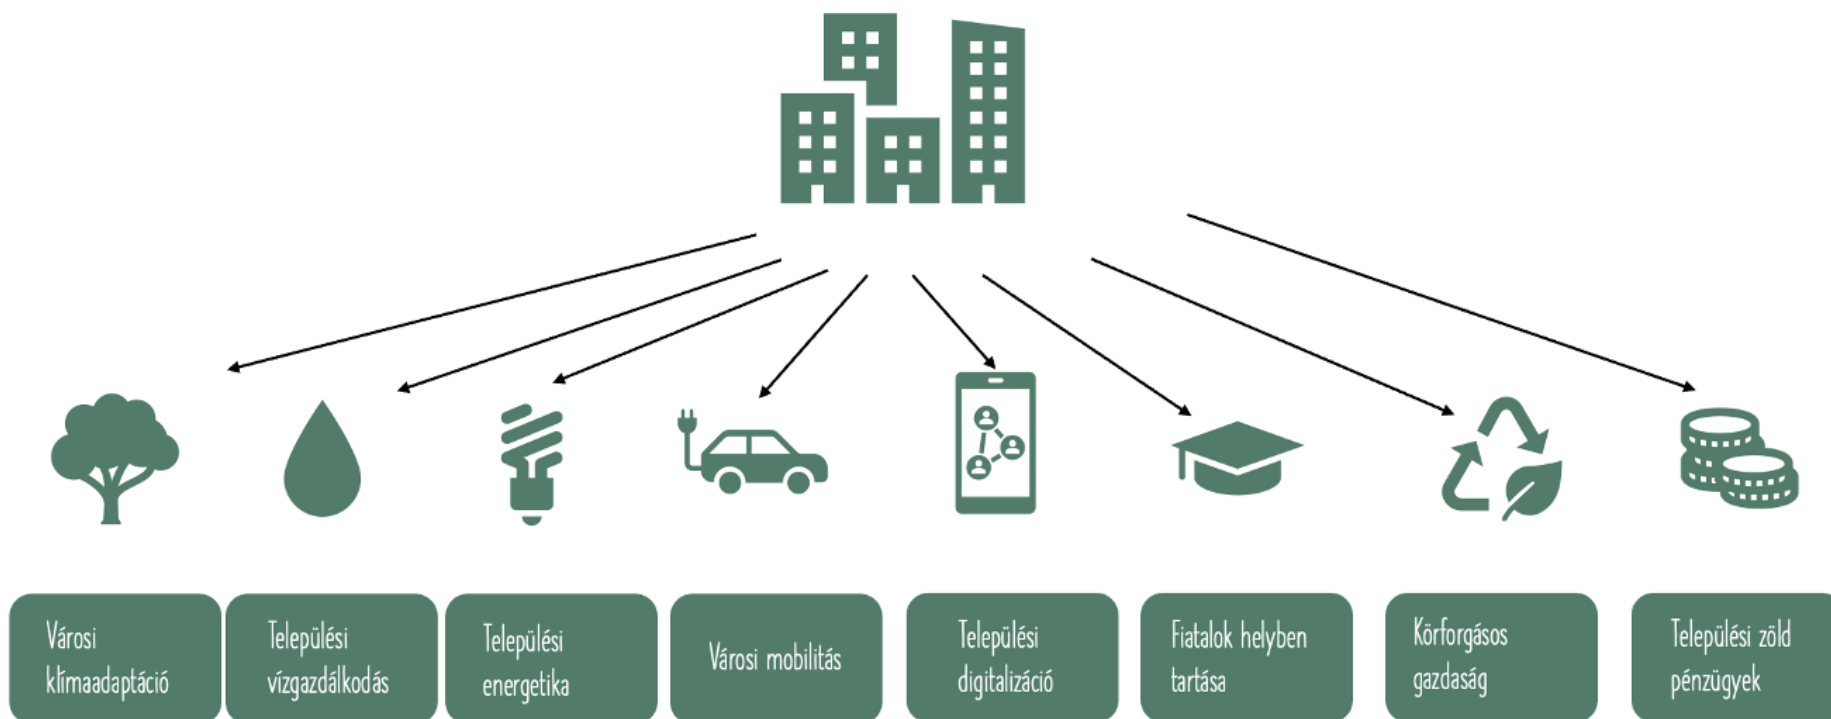 Városi
klímaadaptáció
Települési
vízgazdálkodás
Települési
energetika
Városi mobilitás
Települési
digitalizáció
Fiatalok helyben
tartása
Körforgásos
gazdaság
Települési zöld
pénzügyek